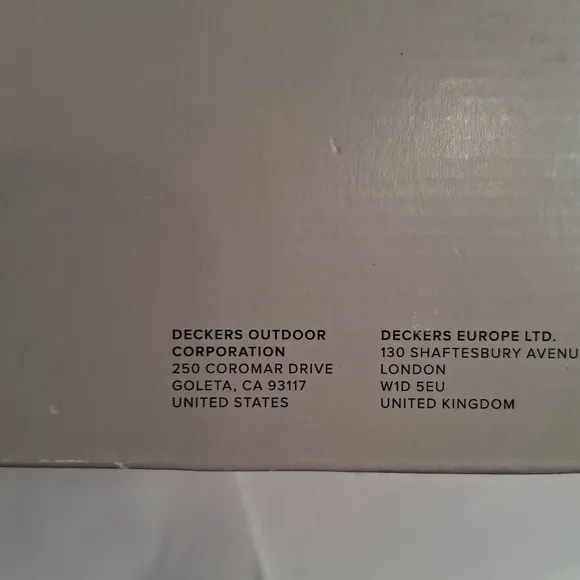 DECKERS OUTDOOR
CORPORATION
250 COROMAR DRIVE
GOLETA, CA 93117
UNITED STATES
DECKERS EUROPE LTD.
130 SHAFTESBURY AVENU
LONDON
W1D 5EU
UNITED KINGDOM